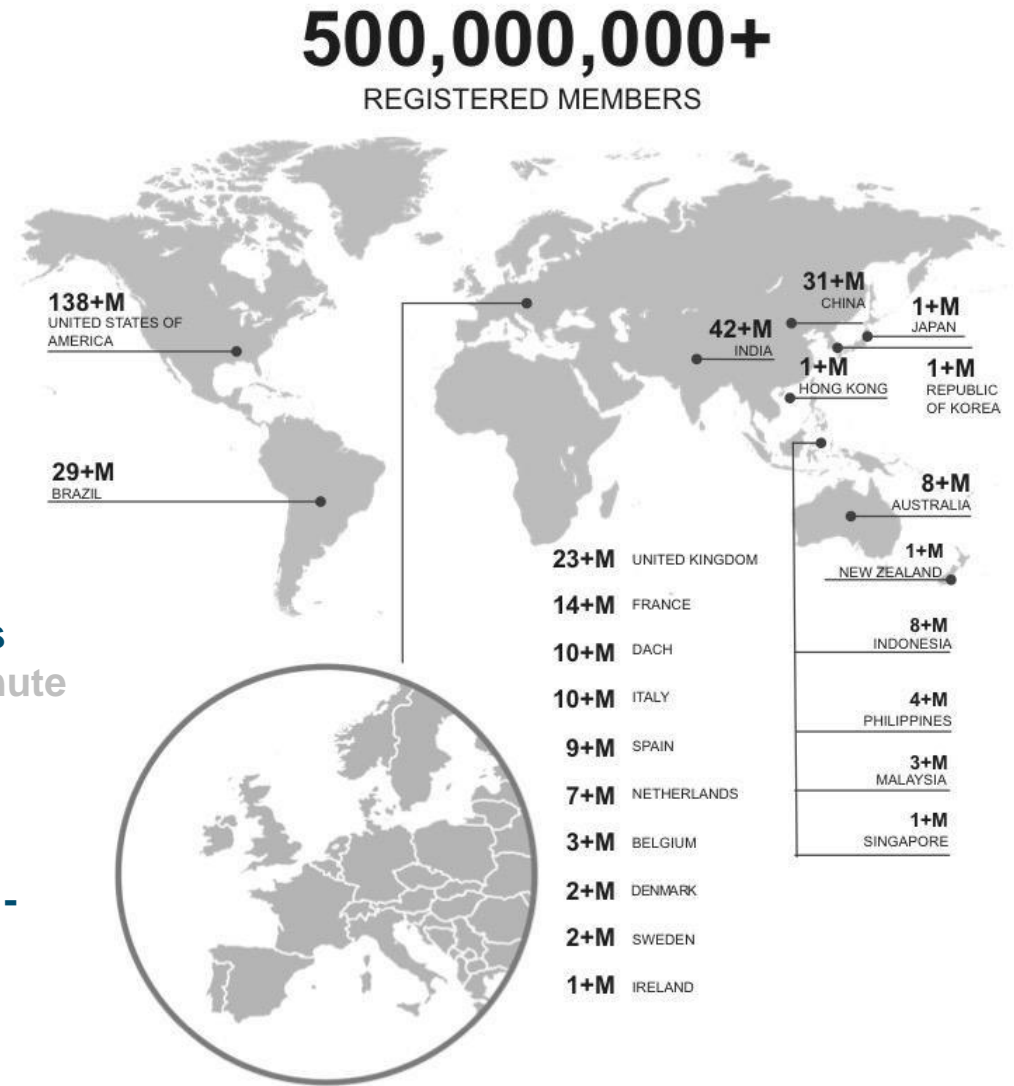 500,000,000+
REGISTERED MEMBERS
138+M
UNITED STATES OF
AMERICA
29+M
BRAZIL
31+M
CHINA
42+M
INDIA
1+M
JAPAN
1+M
HONG KONG
1+M
REPUBLIC
OF KOREA
8+M
AUSTRALIA
1+M
NEW ZEALAND
8+M
INDONESIA
4+M
PHILIPPINES
3+M
MALAYSIA
1+M
SINGAPORE
23+M UNITED KINGDOM
14+M FRANCE
10+M DACH
10+M ITALY
9+M SPAIN
7+M NETHERLANDS
3+M BELGIUM
2+M DENMARK
2+M SWEDEN
1+M IRELAND